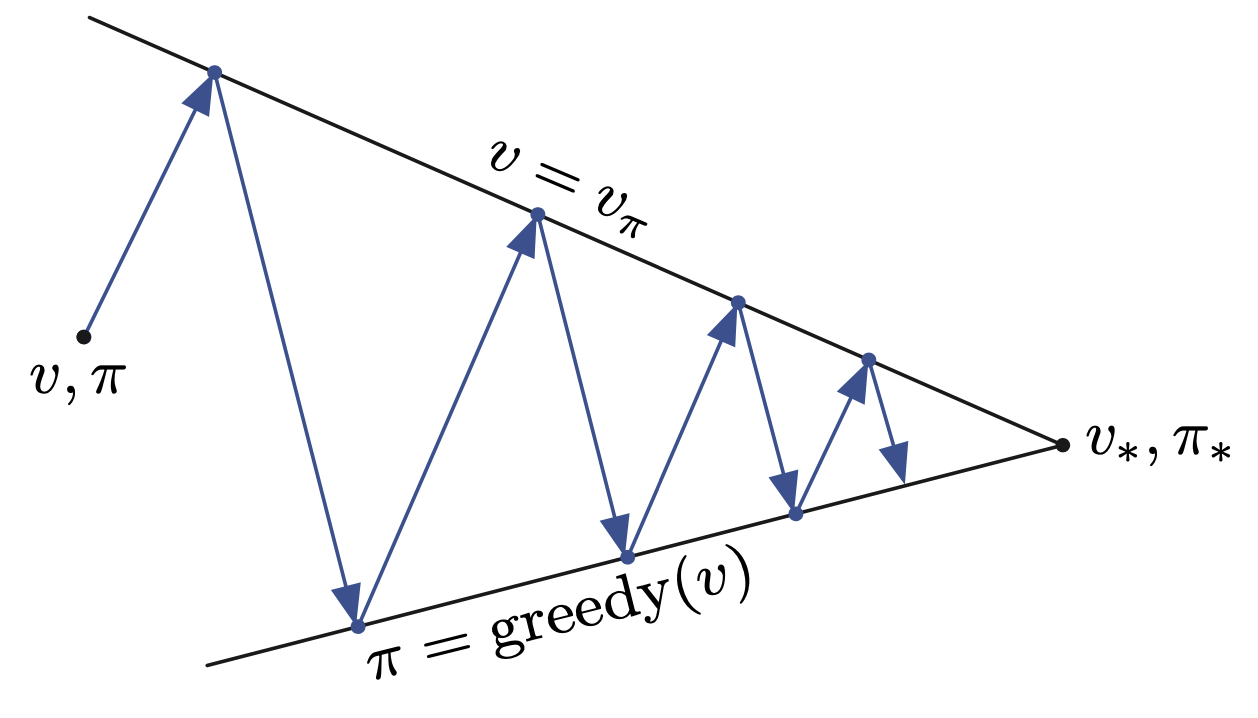 v = v_π
v, π
v_*, π_*
π = greedy(v)